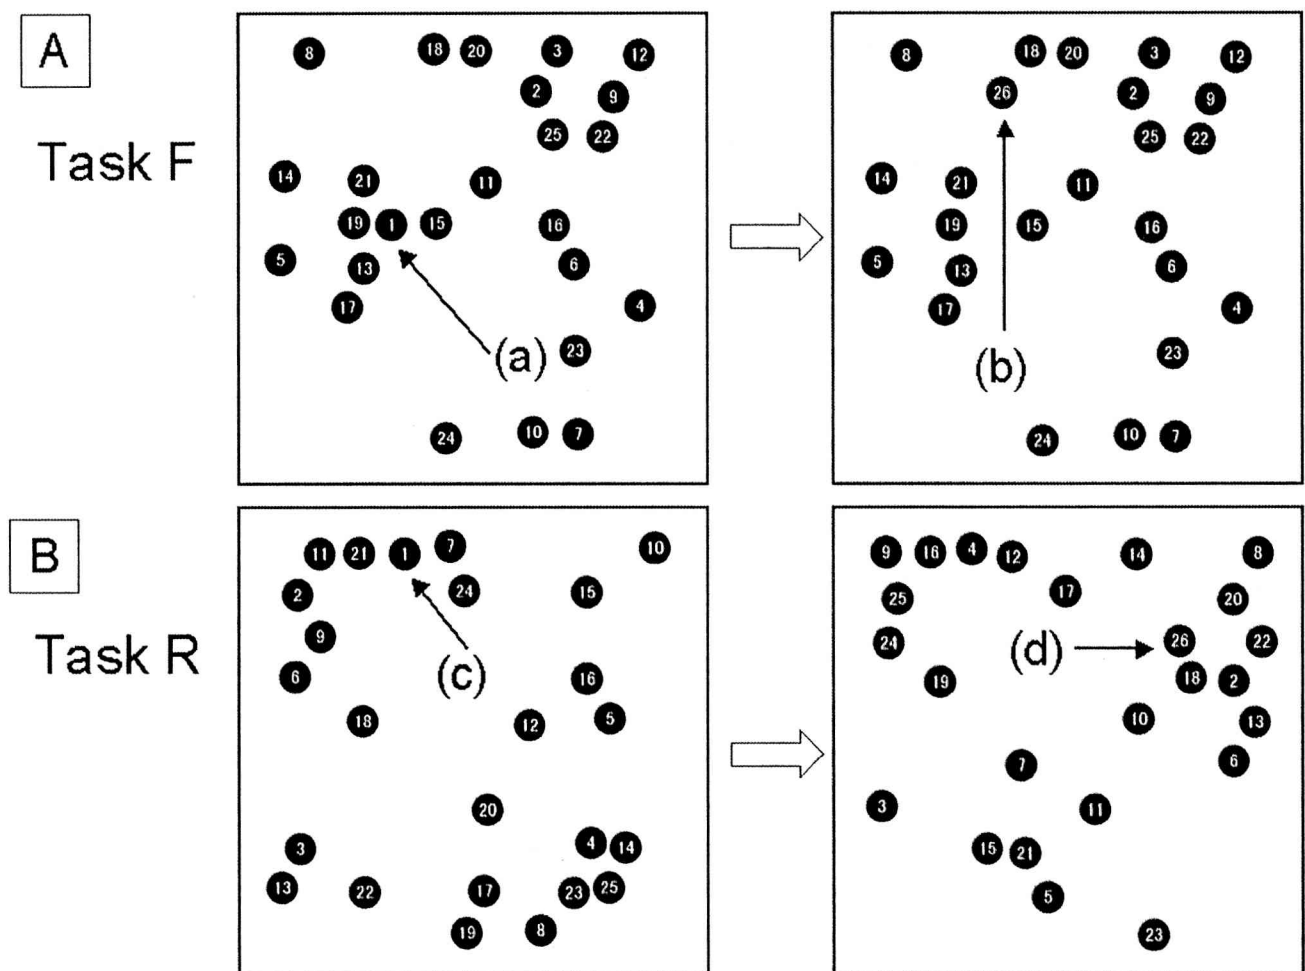 A
Task F
8 18 20 3 12
2 9
25 22
14 21 11
19 1 15 16
5 13 6
17 4
(a) 23
24 10 7
8 18 20 3 12
26 2 9
25 22
14 21 11
19 15 16
5 13 6
17 4
(b) 23
24 10 7
B
Task R
11 21 1 7 10
2 24 15
9
6 (c) 16
18 12 5
20
3 4 14
13 22 17 23 25
19 8
9 16 4 12 14 8
25 17 20
24 (d) 26 22
19 18 2
10 13
7 6
3 11
15 21
5
23